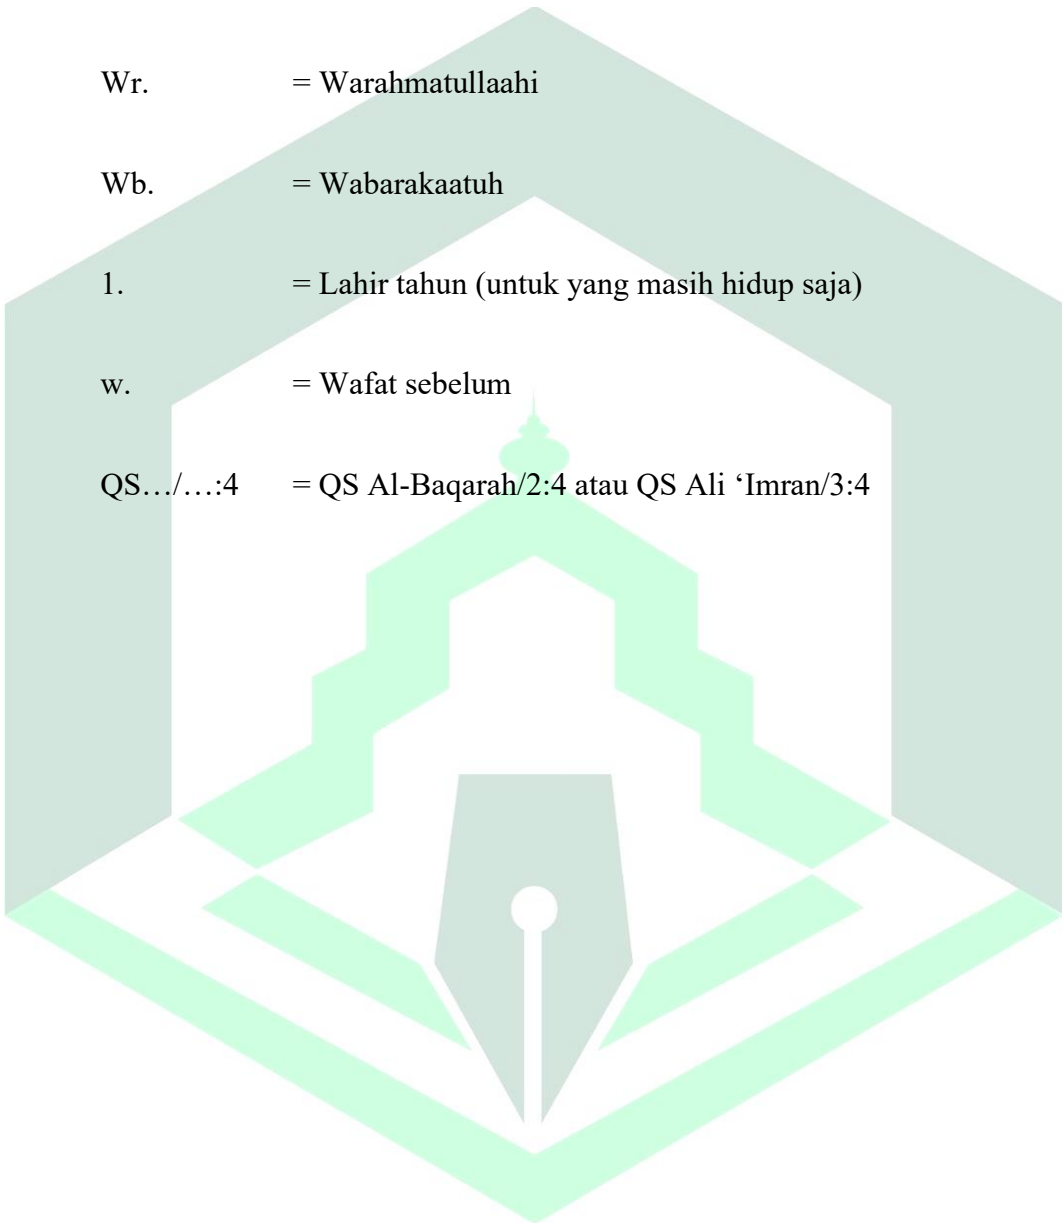 Wr. = Warahmatullaahi
Wb. = Wabarakaatuh
1. = Lahir tahun (untuk yang masih hidup saja)
w. = Wafat sebelum
QS…/…:4 = QS Al-Baqarah/2:4 atau QS Ali ‘Imran/3:4